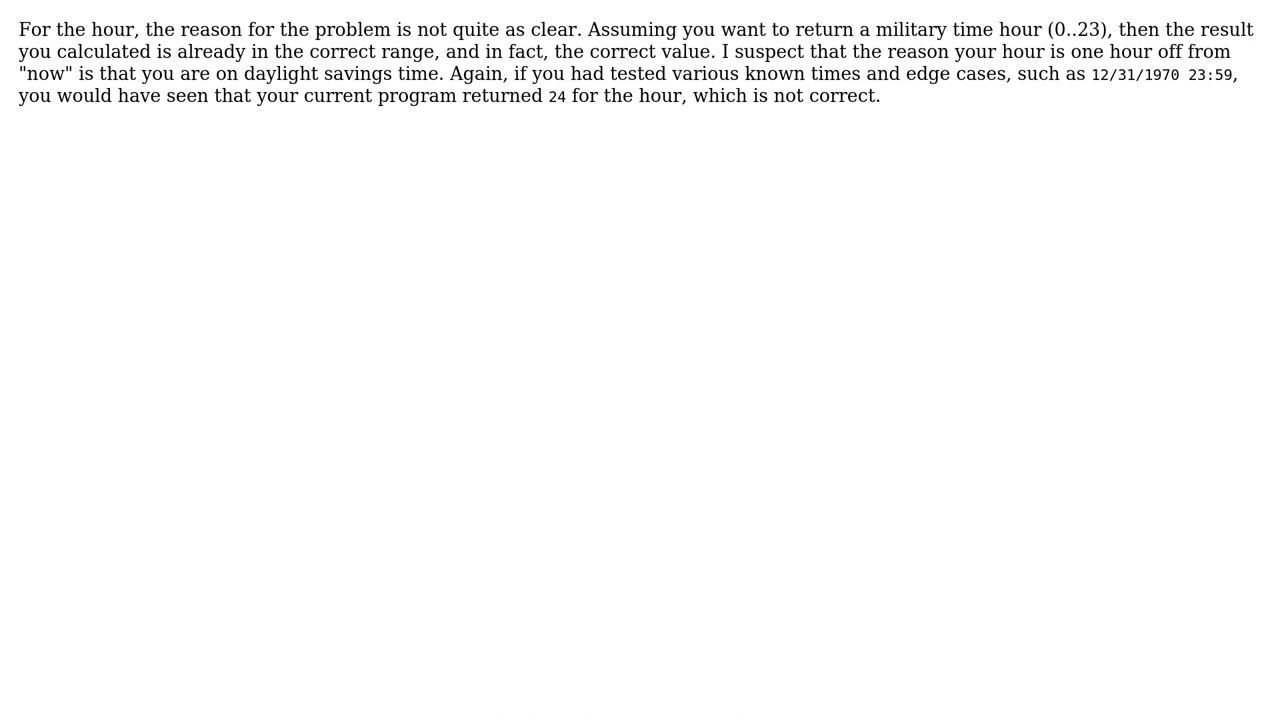 For the hour, the reason for the problem is not quite as clear. Assuming you want to return a military time hour (0..23), then the result
you calculated is already in the correct range, and in fact, the correct value. I suspect that the reason your hour is one hour off from
"now" is that you are on daylight savings time. Again, if you had tested various known times and edge cases, such as 12/31/1970 23:59,
you would have seen that your current program returned 24 for the hour, which is not correct.